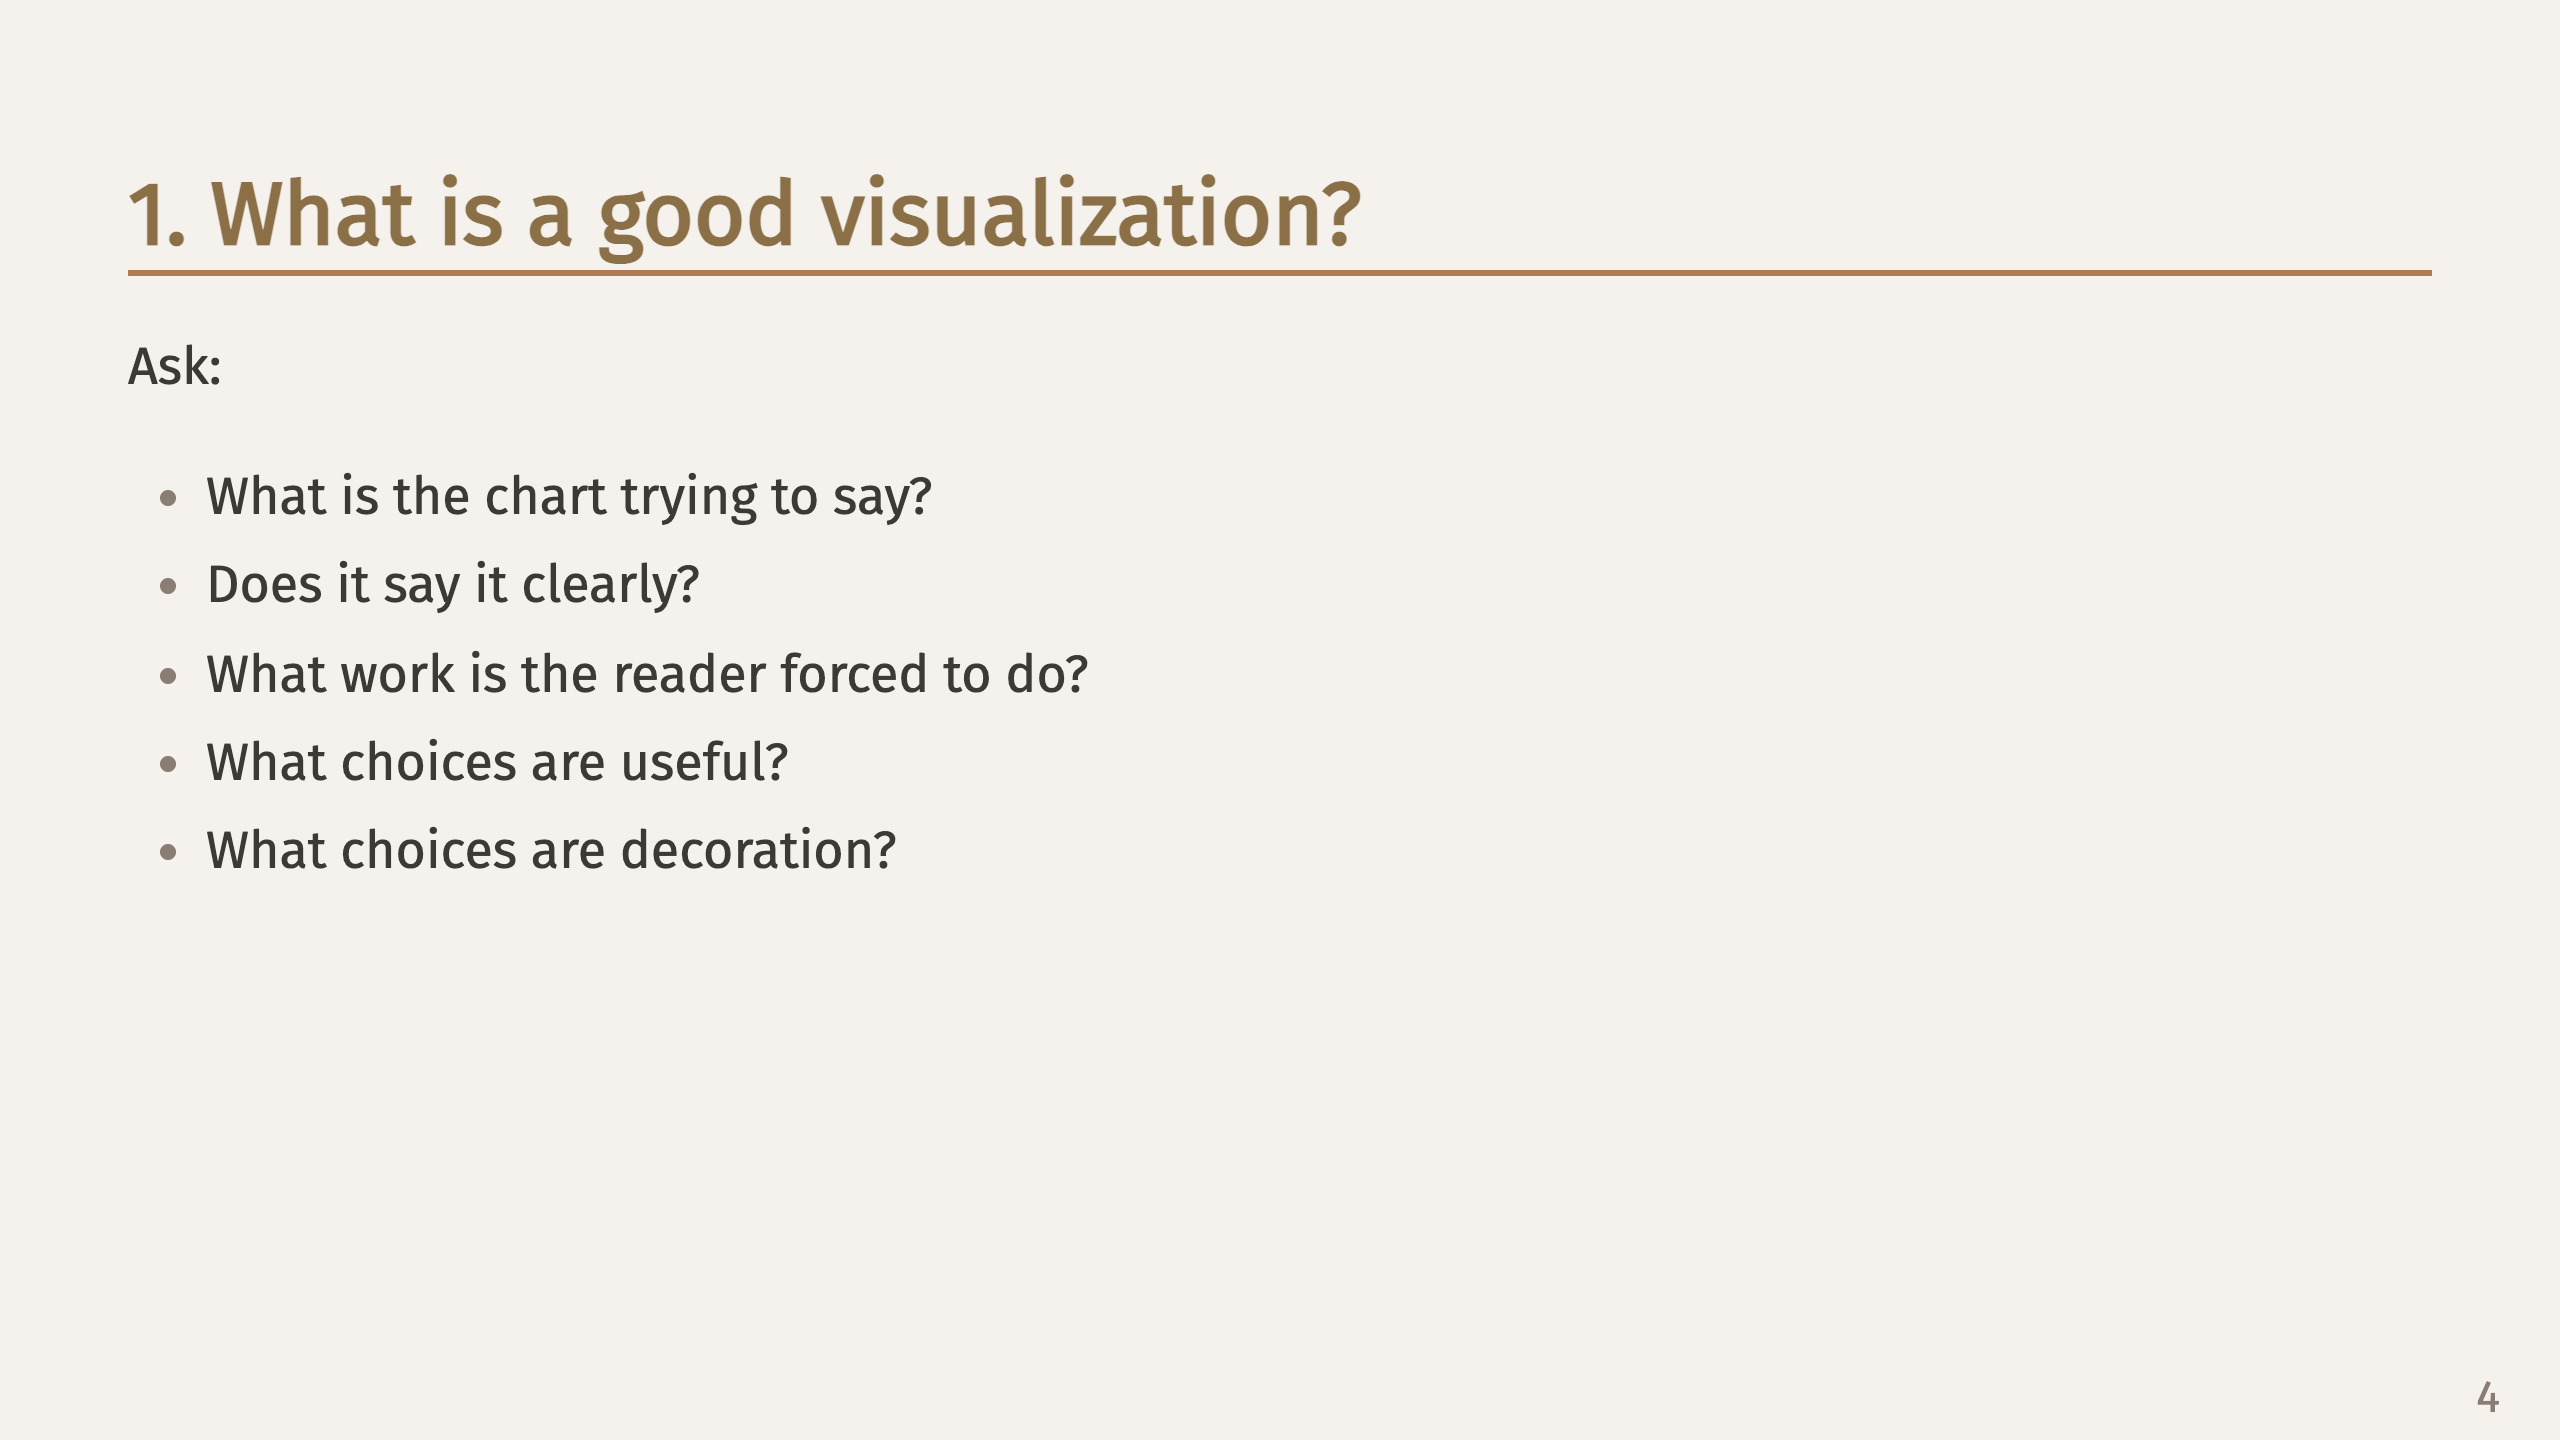 1. What is a good visualization?
Ask:
• What is the chart trying to say?
• Does it say it clearly?
• What work is the reader forced to do?
• What choices are useful?
• What choices are decoration?
4